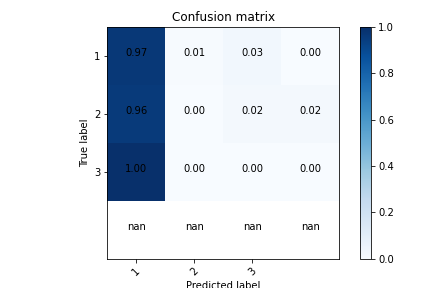 Confusion matrix
1.0
0.97 0.01 0.03 0.00
1
0.8
0.96 0.00 0.02 0.02
2
0.6
True label
0.4
1.00 0.00 0.00 0.00
3
0.2
nan nan nan nan
0.0
1 2 3
Predicted label